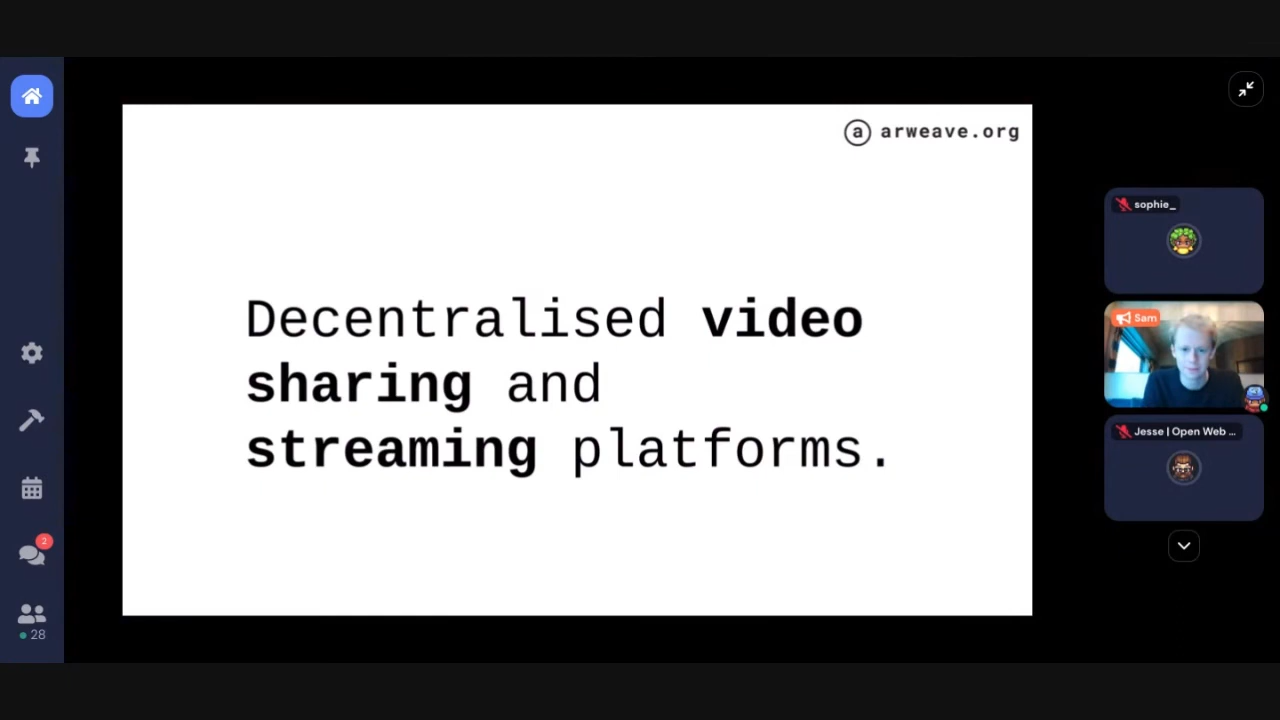 arweave.org
Decentralised video
sharing and
streaming platforms.
sophie_
Sam
Jesse | Open Web ...
2
28